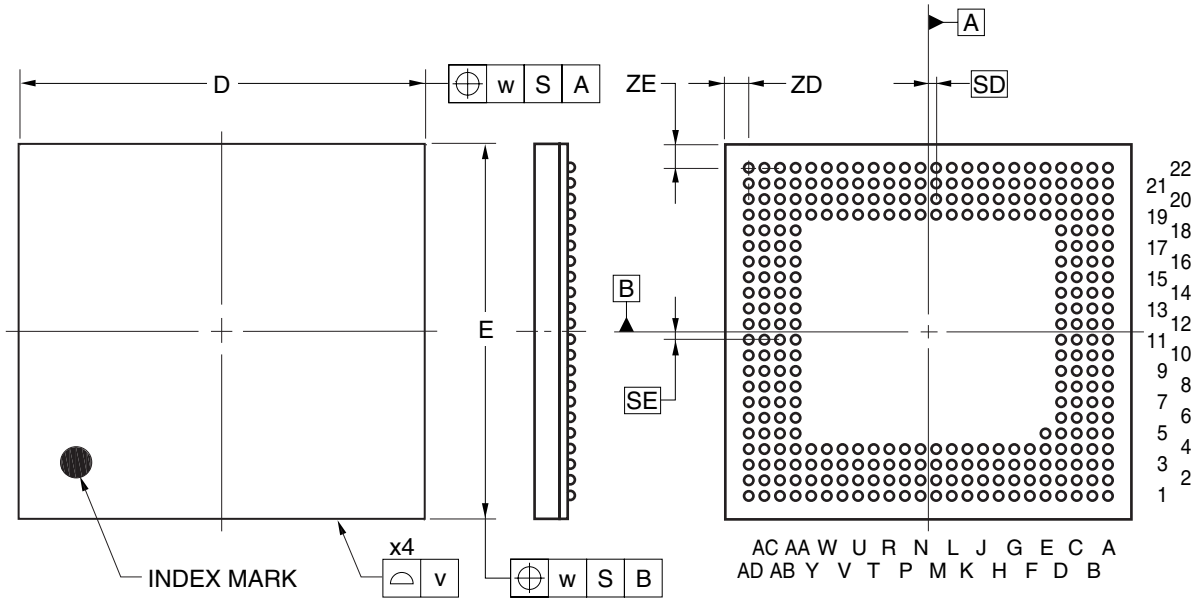 D
w S A
E
INDEX MARK
x4
v
w S B
A
ZE
ZD
SD
B
SE
22
21
20
19
18
17
16
15
14
13
12
11
10
9
8
7
6
5
4
3
2
1
AC AA W U R N L J G E C A
AD AB Y V T P M K H F D B